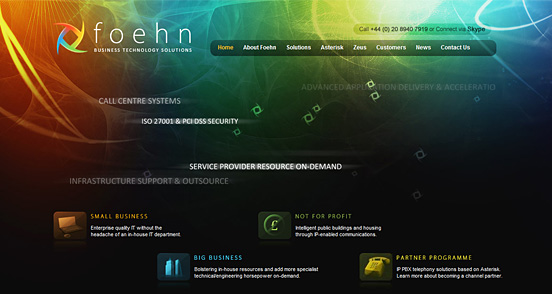 foehn
BUSINESS TECHNOLOGY SOLUTIONS
Call +44 (0) 20 8940 7919 or Connect via Skype
Home About Foehn Solutions Asterisk Zeus Customers News Contact Us
ADVANCED APPLICATION DELIVERY & ACCELERATIO
CALL CENTRE SYSTEMS
ISO 27001 & PCI DSS SECURITY
SERVICE PROVIDER RESOURCE ON-DEMAND
INFRASTRUCTURE SUPPORT & OUTSOURCE
SMALL BUSINESS
Enterprise quality IT without the
headache of an in-house IT department.
NOT FOR PROFIT
Intelligent public buildings and housing
through IP-enabled communications.
BIG BUSINESS
Bolstering in-house resources and add more specialist
technical/engineering horsepower on-demand.
PARTNER PROGRAMME
IP PBX telephony solutions based on Asterisk.
Learn more about becoming a channel partner.